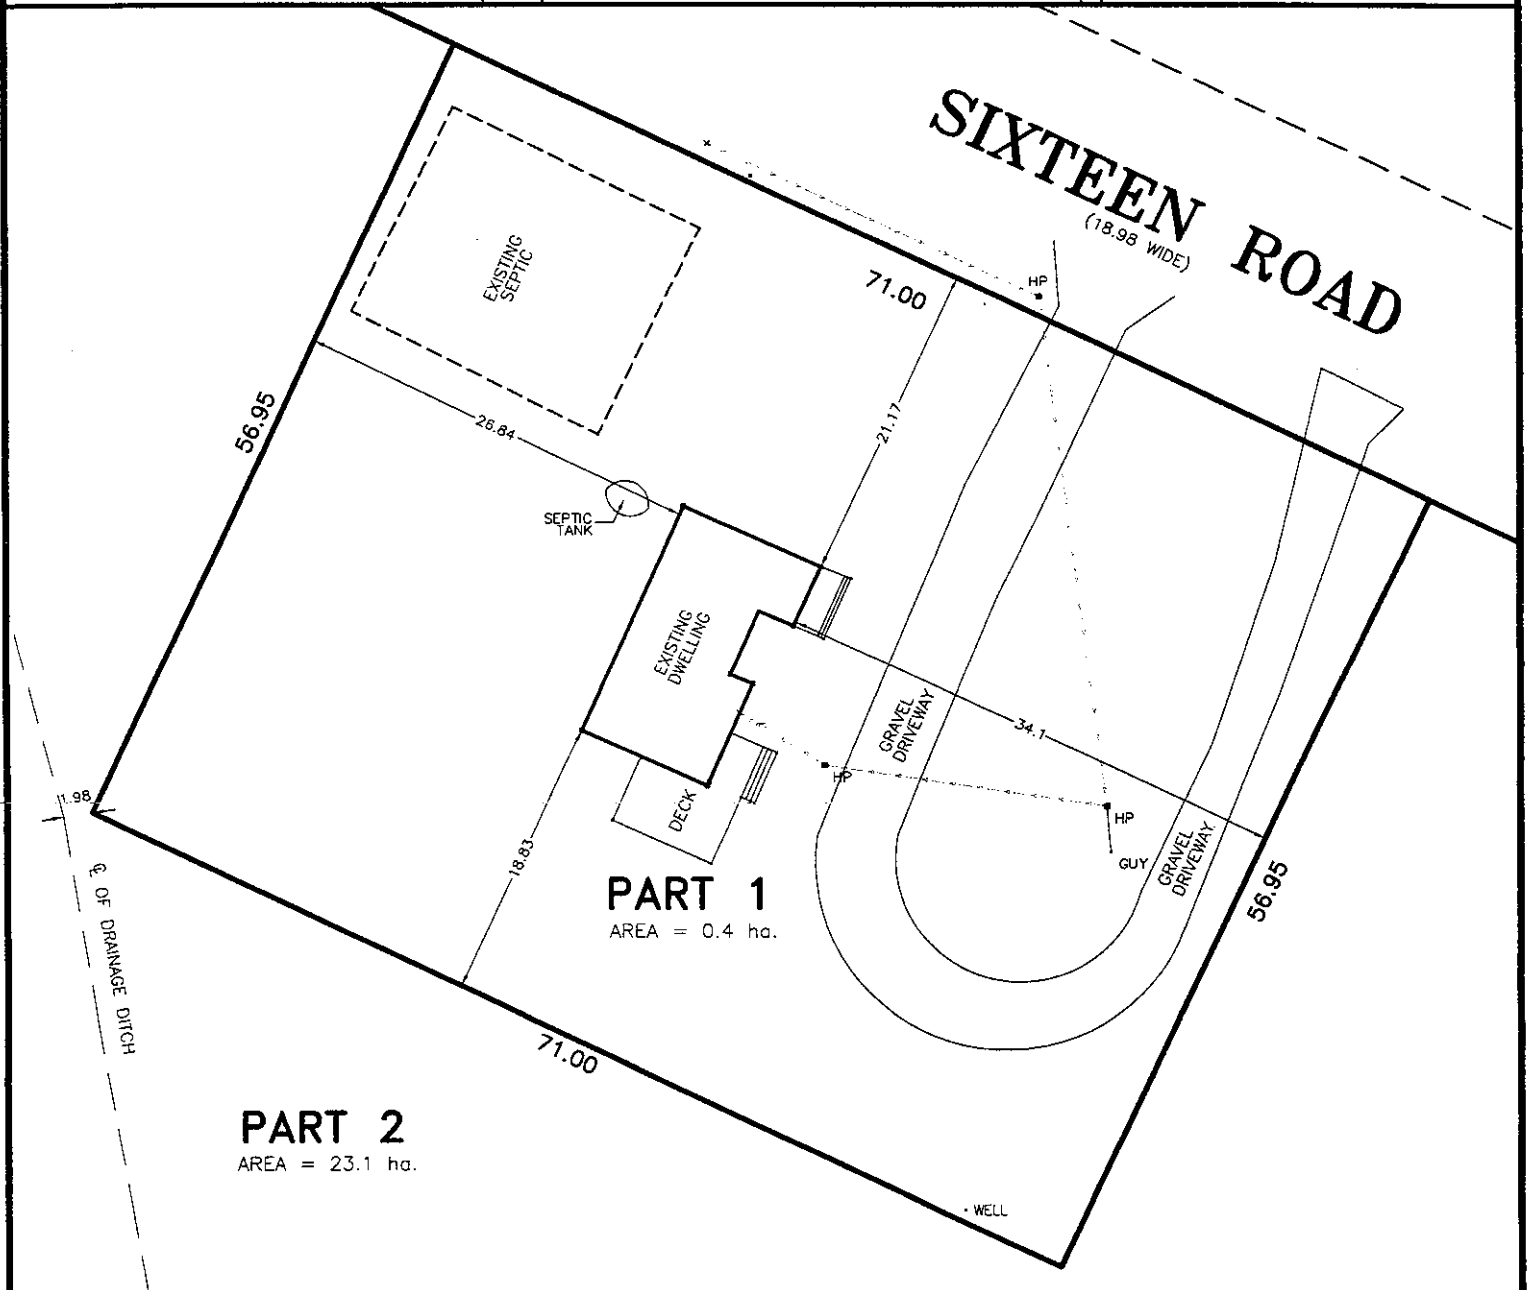 SIXTEEN ROAD
(18.98 WIDE)
HP
71.00
EXISTING
SEPTIC
56.95
21.17
26.84
SEPTIC
TANK
EXISTING
DWELLING
GRAVEL
DRIVEWAY
34.1
HP
HP
GUY
DECK
1.98
18.83
GRAVEL
DRIVEWAY
56.95
PART 1
AREA = 0.4 ha.
℄ OF DRAINAGE DITCH
71.00
PART 2
AREA = 23.1 ha.
WELL